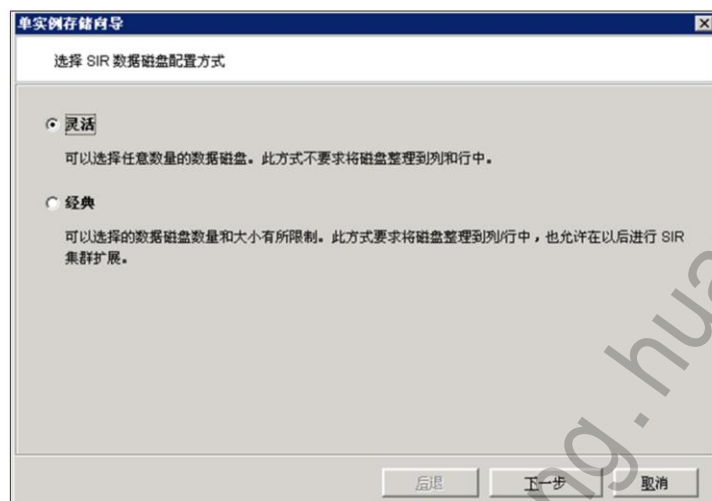 单实例存储向导
选择 SIR 数据磁盘配置方式
灵活
可以选择任意数量的数据磁盘。此方式不要求将磁盘整理到列和行中。
经典
可以选择的数据磁盘数量和大小有所限制。此方式要求将磁盘整理到列/行中，也允许在以后进行 SIR
集群扩展。
后退
下一步
取消
ng.hua